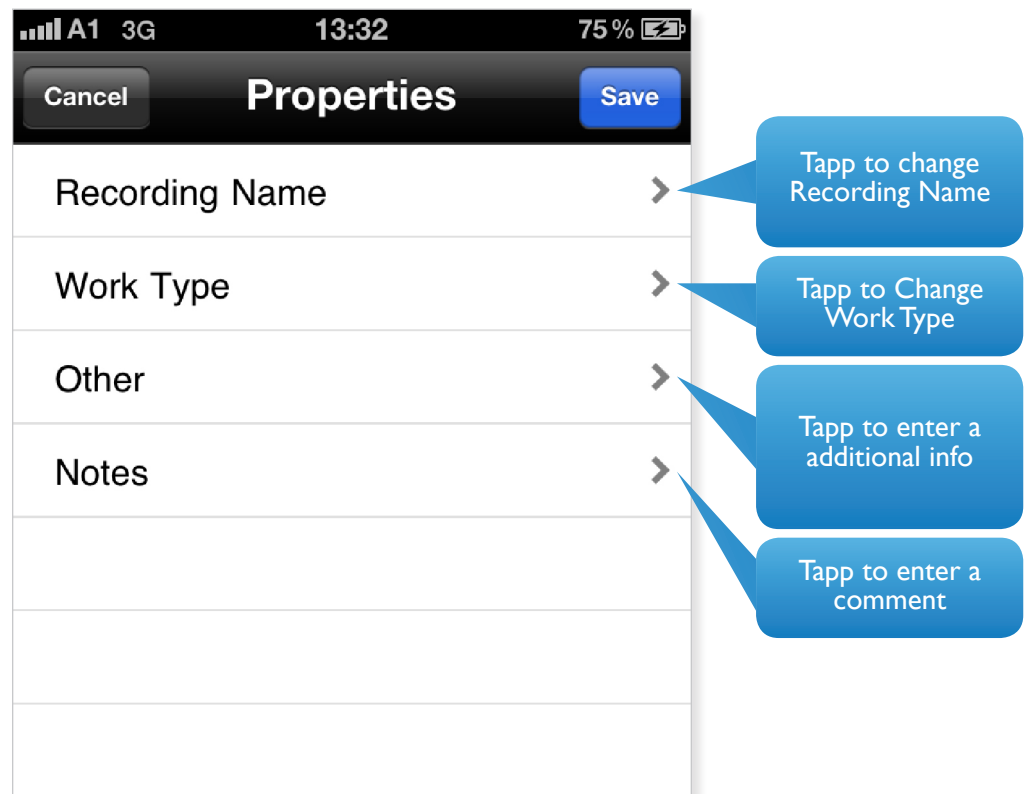 A1 3G 13:32 75%
Cancel Properties Save
Recording Name
Tapp to change
Recording Name
Work Type
Tapp to Change
Work Type
Other
Tapp to enter a
additional info
Notes
Tapp to enter a
comment